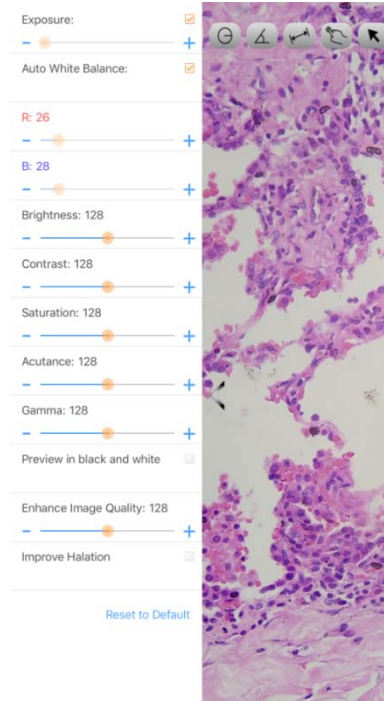 Exposure:
Auto White Balance:
R: 26
B: 28
Brightness: 128
Contrast: 128
Saturation: 128
Acutance: 128
Gamma: 128
Preview in black and white
Enhance Image Quality: 128
Improve Halation
Reset to Default